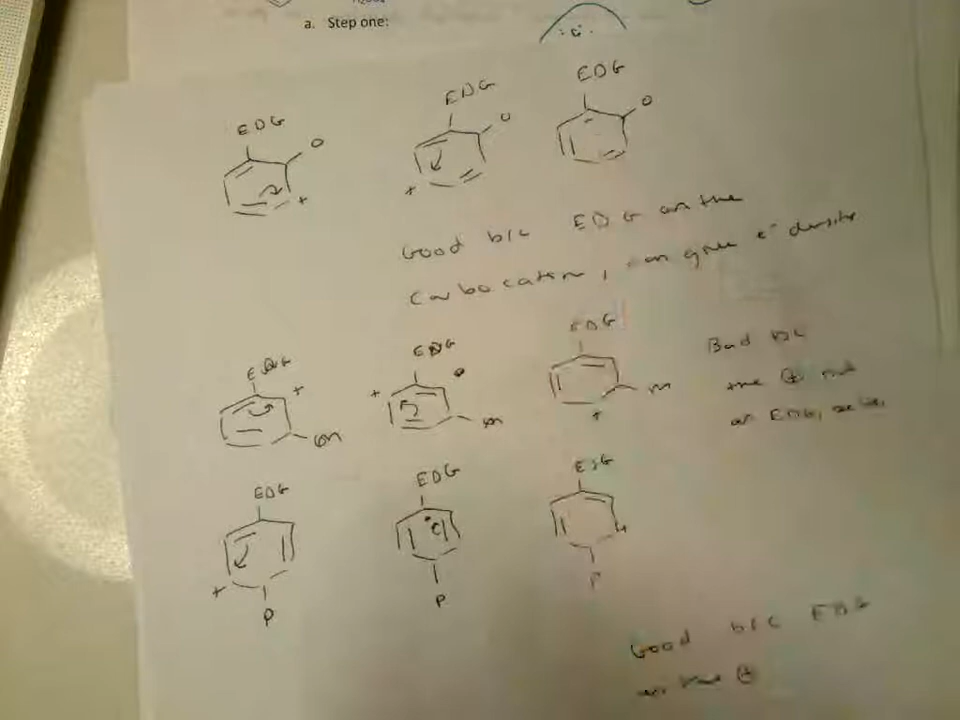 a. Step one:
:C:
EDG EDG EDG
O O O
+ +
Good b/c EDG on the
carbocation, can give e⁻ density
EDG EDG EDG
+ + +
m m m
Bad b/c
the ⊕ not
on EDG,
EDG EDG EDG
+ +
P P P
Good b/c EDG
on the ⊕